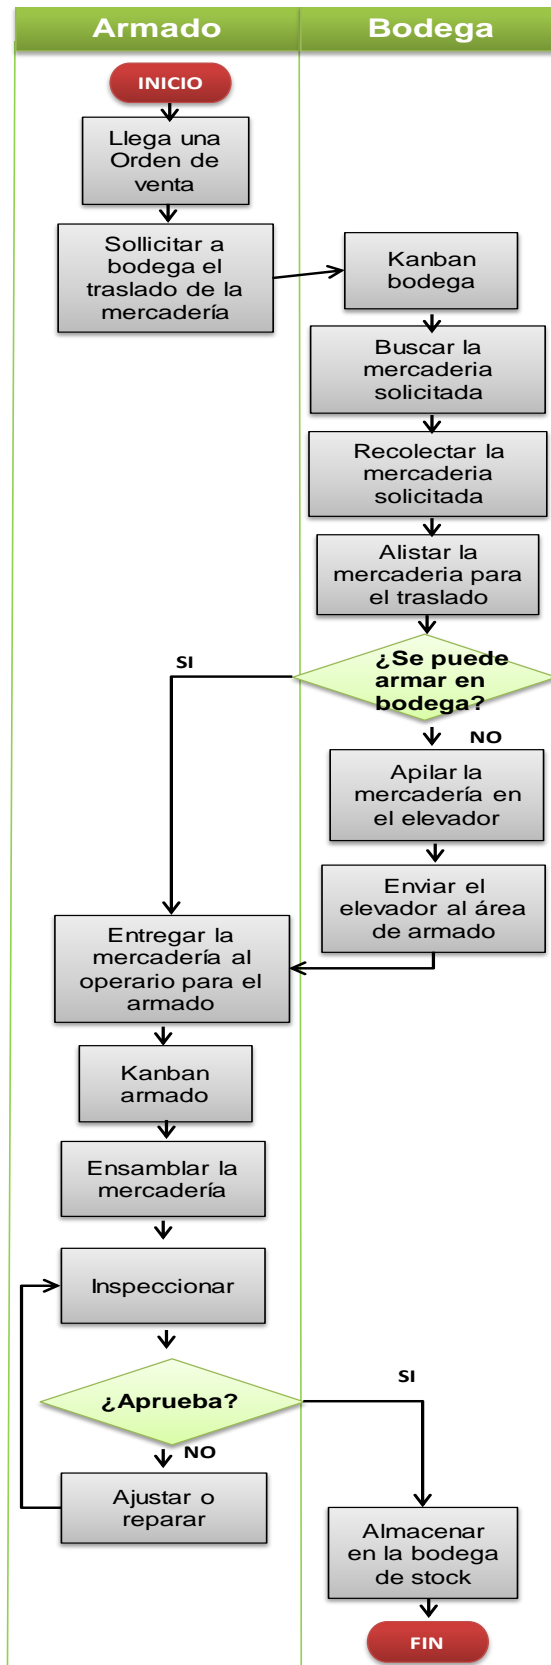 Armado
Bodega
INICIO
Llega una
Orden de
venta
Sollicitar a
bodega el
traslado de la
mercadería
Kanban
bodega
Buscar la
mercaderia
solicitada
Recolectar la
mercaderia
solicitada
Alistar la
mercaderia para
el traslado
¿Se puede
armar en
bodega?
SI
NO
Apilar la
mercadería en
el elevador
Enviar el
elevador al área
de armado
Entregar la
mercadería al
operario para el
armado
Kanban
armado
Ensamblar la
mercadería
Inspeccionar
¿Aprueba?
SI
NO
Ajustar o
reparar
Almacenar
en la bodega
de stock
FIN